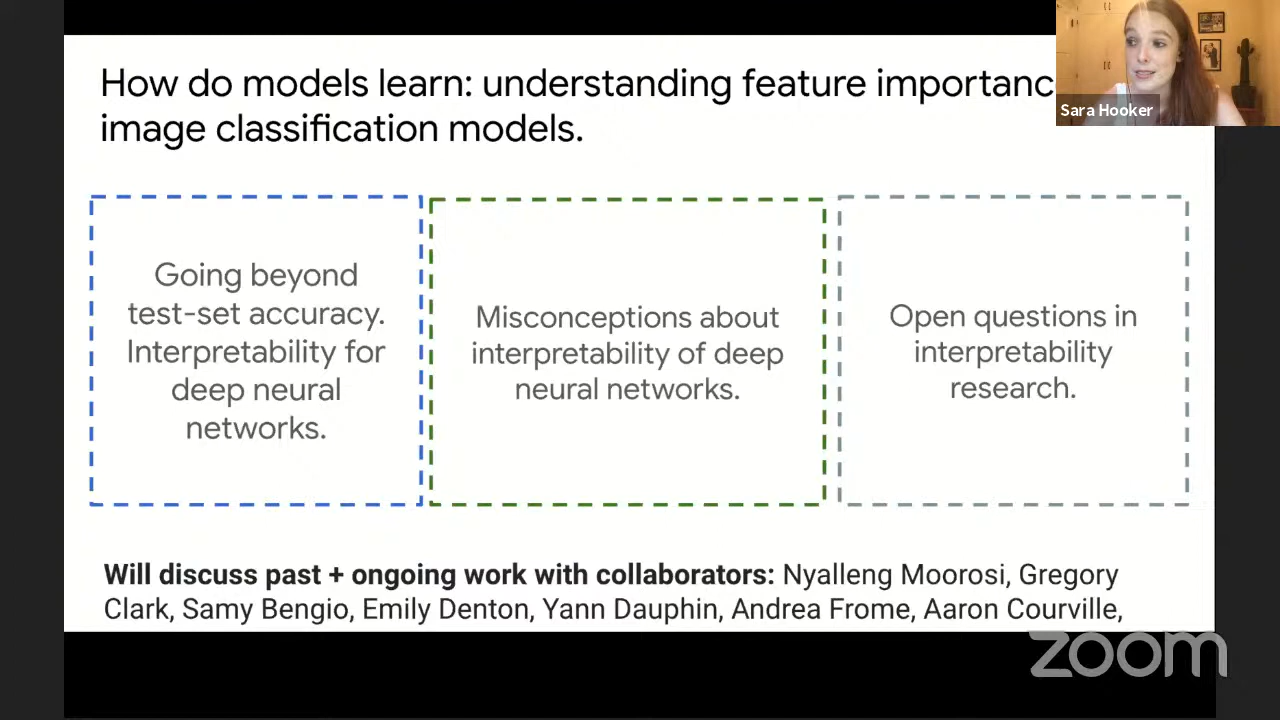 How do models learn: understanding feature importanc
image classification models.
Sara Hooker
Going beyond
test-set accuracy.
Interpretability for
deep neural
networks.
Misconceptions about
interpretability of deep
neural networks.
Open questions in
interpretability
research.
Will discuss past + ongoing work with collaborators: Nyalleng Moorosi, Gregory
Clark, Samy Bengio, Emily Denton, Yann Dauphin, Andrea Frome, Aaron Courville,
zoom